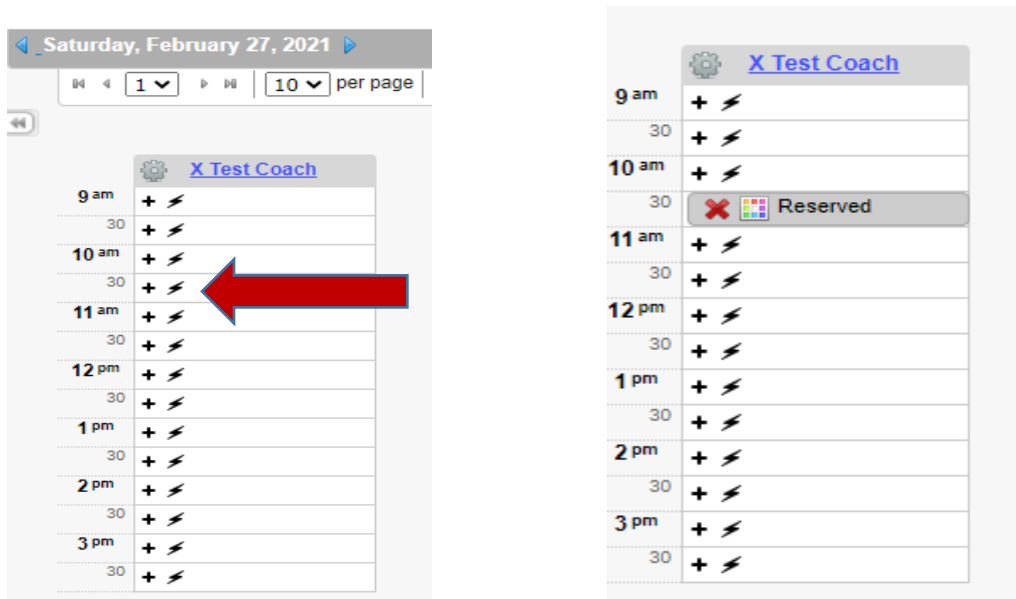 _Saturday, February 27, 2021
1 10 per page
X Test Coach
9 am
30
10 am
30
11 am
30
12 pm
30
1 pm
30
2 pm
30
3 pm
30
X Test Coach
9 am
30
10 am
30 Reserved
11 am
30
12 pm
30
1 pm
30
2 pm
30
3 pm
30